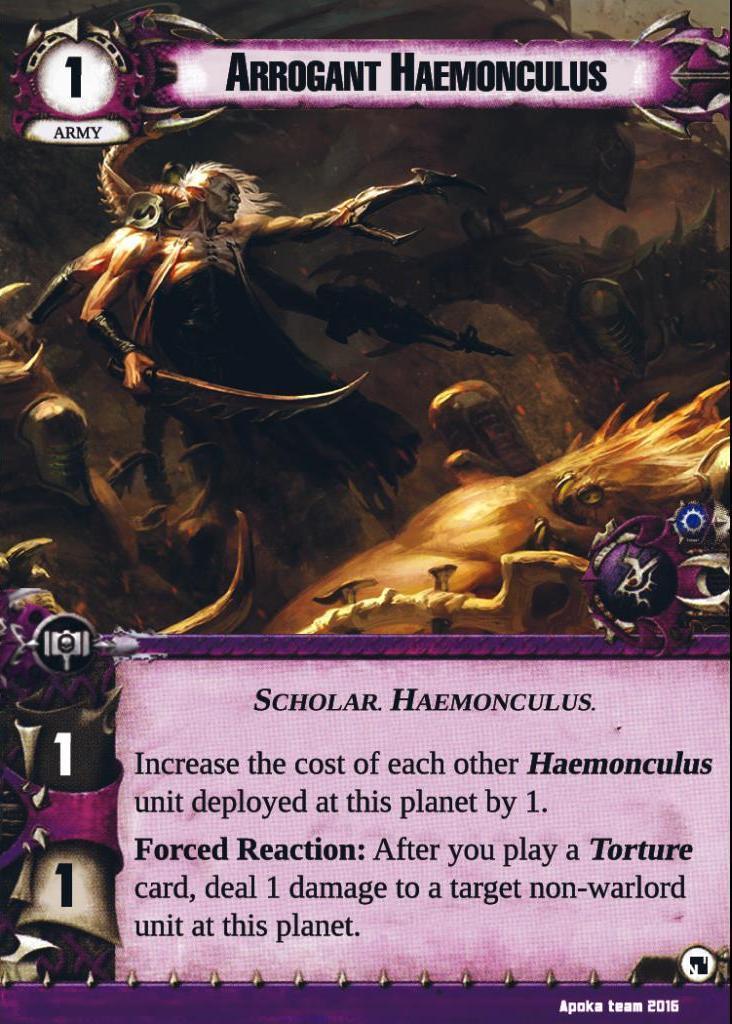 1
ARROGANT HAEMONCULUS
ARMY
SCHOLAR. HAEMONCULUS.
1
Increase the cost of each other Haemonculus
unit deployed at this planet by 1.
Forced Reaction: After you play a Torture
1
card, deal 1 damage to a target non-warlord
unit at this planet.
Apoka team 2016